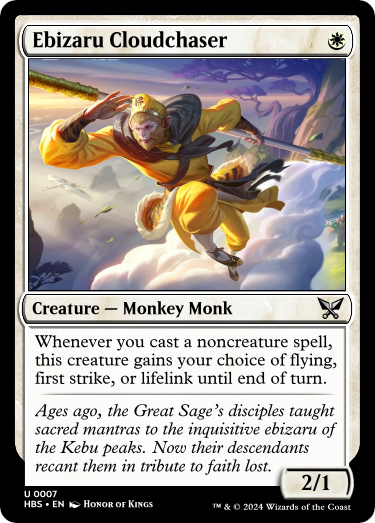 Ebizaru Cloudchaser
Creature — Monkey Monk
Whenever you cast a noncreature spell,
this creature gains your choice of flying,
first strike, or lifelink until end of turn.
Ages ago, the Great Sage's disciples taught
sacred mantras to the inquisitive ebizaru of
the Kebu peaks. Now their descendants
recant them in tribute to faith lost.
2/1
U 0007
HBS • EN Honor of Kings
™ & © 2024 Wizards of the Coast